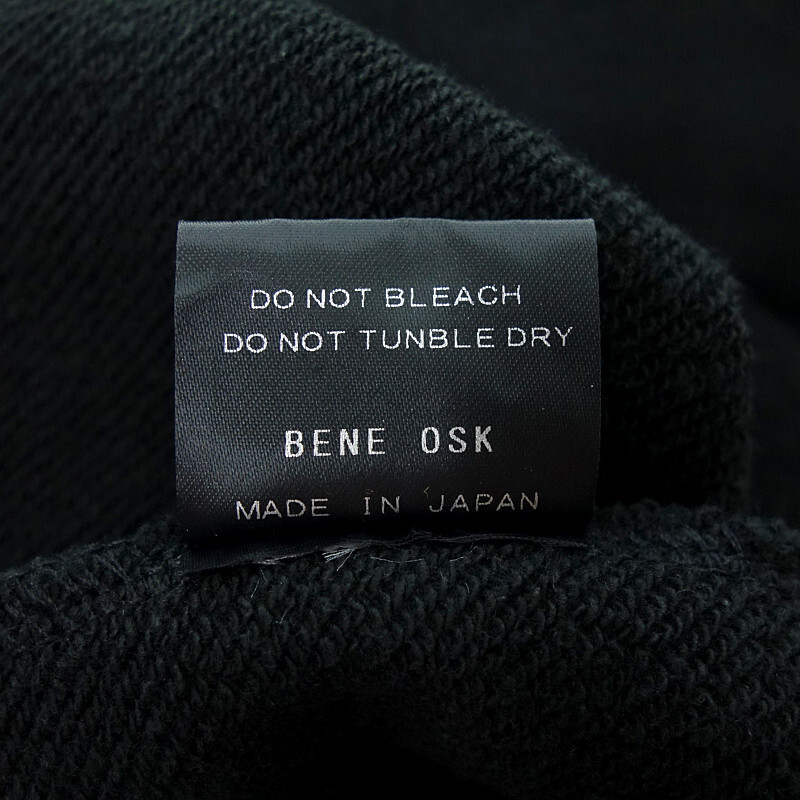 DO NOT BLEACH
DO NOT TUNBLE DRY
BENE OSK
MADE IN JAPAN